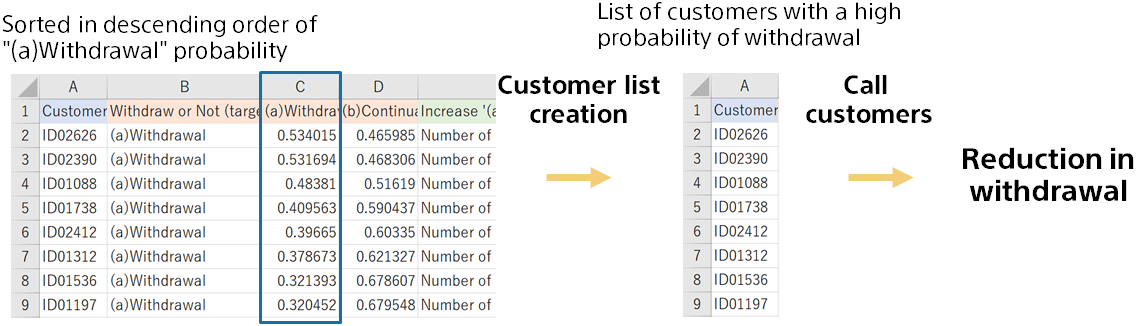 Sorted in descending order of
"(a)Withdrawal" probability
A B C D
1 Customer Withdraw or Not (targe (a)Withdrav (b)Continua Increase '(a
2 ID02626 (a)Withdrawal 0.534015 0.465985 Number of
3 ID02390 (a)Withdrawal 0.531694 0.468306 Number of
4 ID01088 (a)Withdrawal 0.48381 0.51619 Number of
5 ID01738 (a)Withdrawal 0.409563 0.590437 Number of
6 ID02412 (a)Withdrawal 0.39665 0.60335 Number of
7 ID01312 (a)Withdrawal 0.378673 0.621327 Number of
8 ID01536 (a)Withdrawal 0.321393 0.678607 Number of
9 ID01197 (a)Withdrawal 0.320452 0.679548 Number of
Customer list
creation
List of customers with a high
probability of withdrawal
A
1 Customer
2 ID02626
3 ID02390
4 ID01088
5 ID01738
6 ID02412
7 ID01312
8 ID01536
9 ID01197
Call
customers
Reduction in
withdrawal